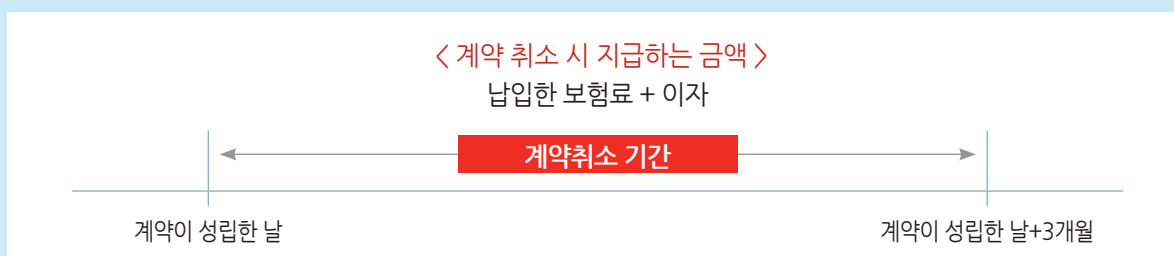 < 계약 취소 시 지급하는 금액 >
납입한 보험료 + 이자
계약취소 기간
계약이 성립한 날
계약이 성립한 날+3개월